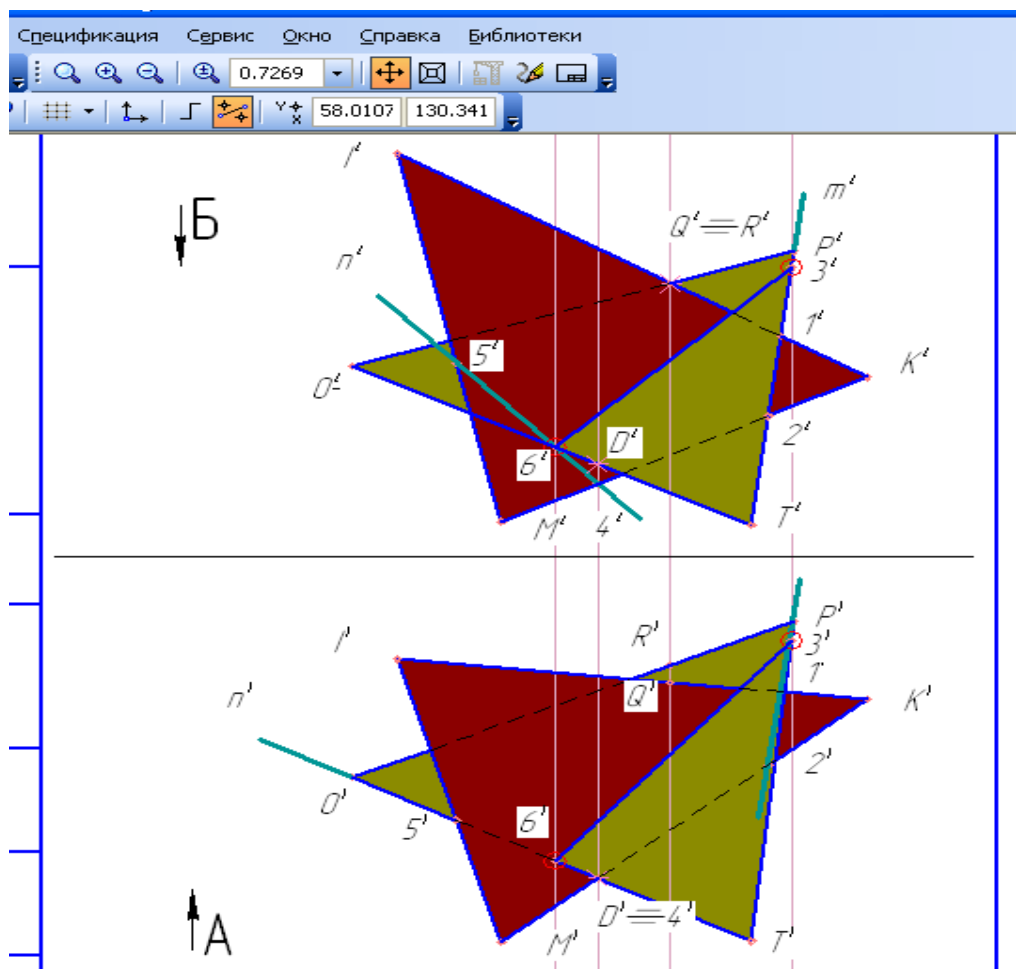 Спецификация Сервис Окно Справка Библиотеки
0.7269
Y X 58.0107 130.341
l" m"
Б Q"≡R"
n" P"
3"
1"
5" K"
O"
D"
2"
6"
M" 4" T"
l' R' P'
3'
1'
n' Q' K'
2'
O' 5' 6'
D'≡4'
А M' T'